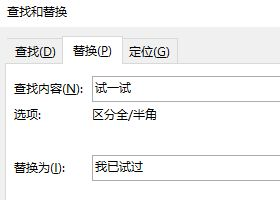 查找和替换
查找(D) 替换(P) 定位(G)
查找内容(N): 试一试
选项: 区分全/半角
替换为(I): 我已试过